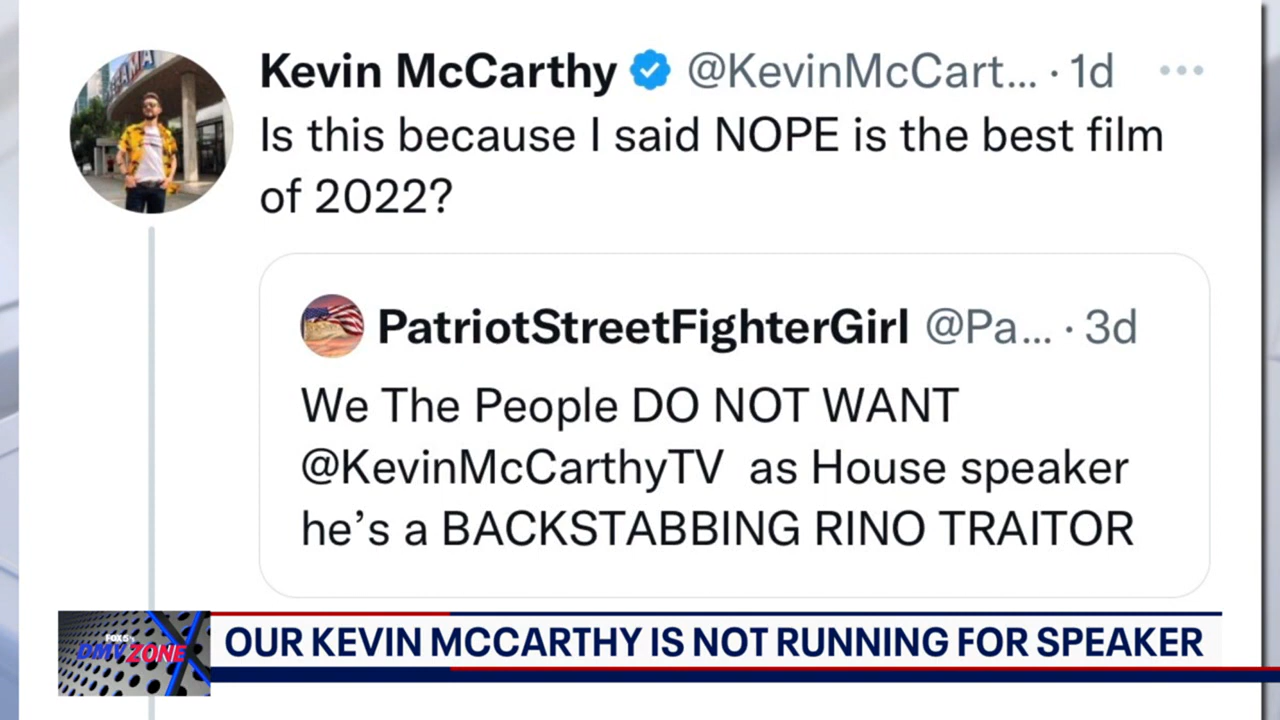 Kevin McCarthy @KevinMcCart... · 1d
Is this because I said NOPE is the best film
of 2022?
PatriotStreetFighterGirl @Pa... · 3d
We The People DO NOT WANT
@KevinMcCarthyTV as House speaker
he's a BACKSTABBING RINO TRAITOR
FOX5's
DMVZONE
OUR KEVIN MCCARTHY IS NOT RUNNING FOR SPEAKER